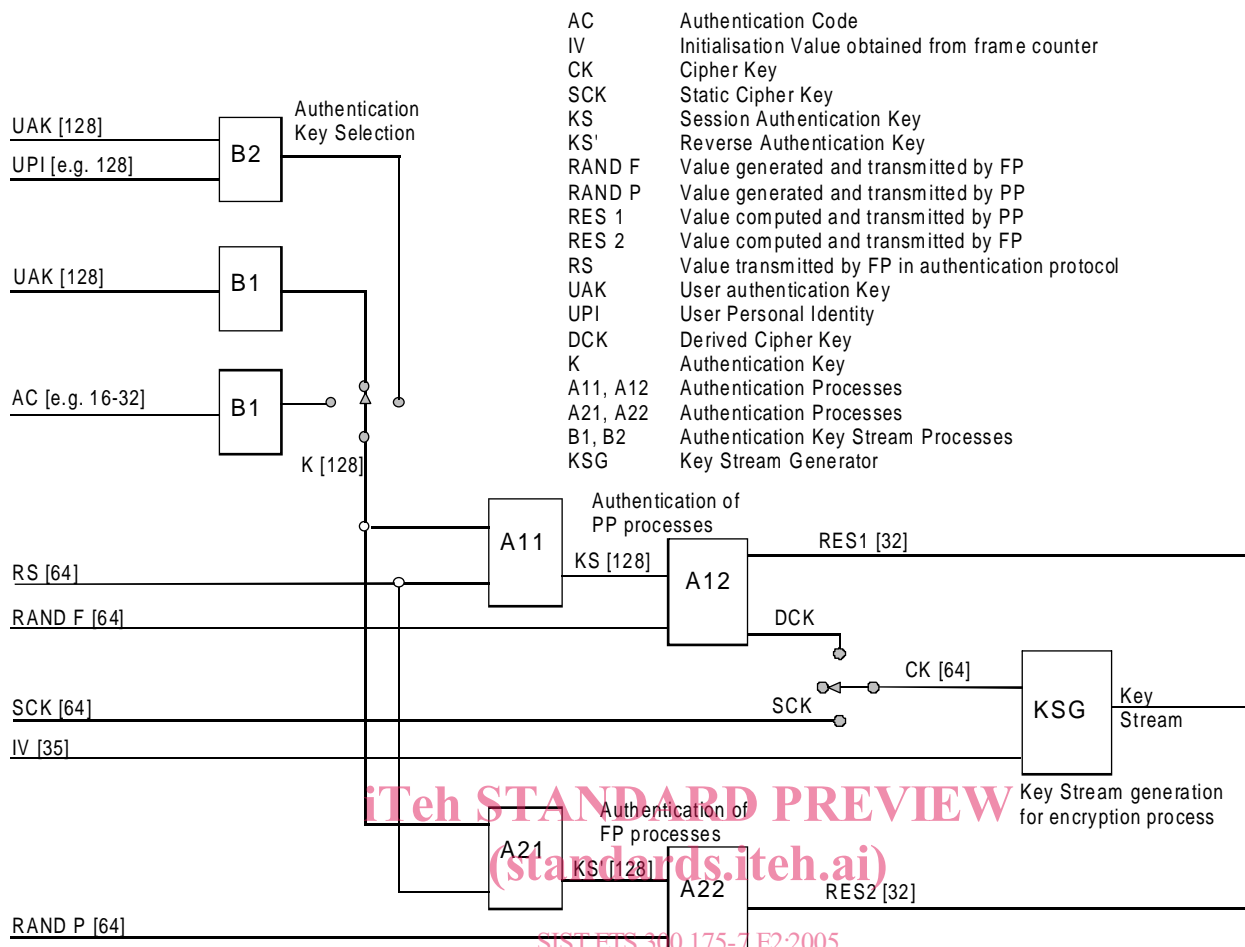 AC Authentication Code
IV Initialisation Value obtained from frame counter
CK Cipher Key
SCK Static Cipher Key
KS Session Authentication Key
KS' Reverse Authentication Key
RAND F Value generated and transmitted by FP
RAND P Value generated and transmitted by PP
RES 1 Value computed and transmitted by PP
RES 2 Value computed and transmitted by FP
RS Value transmitted by FP in authentication protocol
UAK User authentication Key
UPI User Personal Identity
DCK Derived Cipher Key
K Authentication Key
A11, A12 Authentication Processes
A21, A22 Authentication Processes
B1, B2 Authentication Key Stream Processes
KSG Key Stream Generator
Authentication
Key Selection
UAK [128]
UPI [e.g. 128]
B2
UAK [128]
B1
AC [e.g. 16-32]
B1
K [128]
Authentication of
PP processes
A11
KS [128]
A12
RES1 [32]
RS [64]
RAND F [64]
DCK
CK [64]
SCK [64]
SCK
KSG
Key
Stream
IV [35]
Key Stream generation
for encryption process
iTeh STANDARD PREVIEW
(standards.iteh.ai)
Authentication of
FP processes
A21
KS' [128]
A22
RES2 [32]
RAND P [64]
SIST ETS 300 175-7 E2:2005